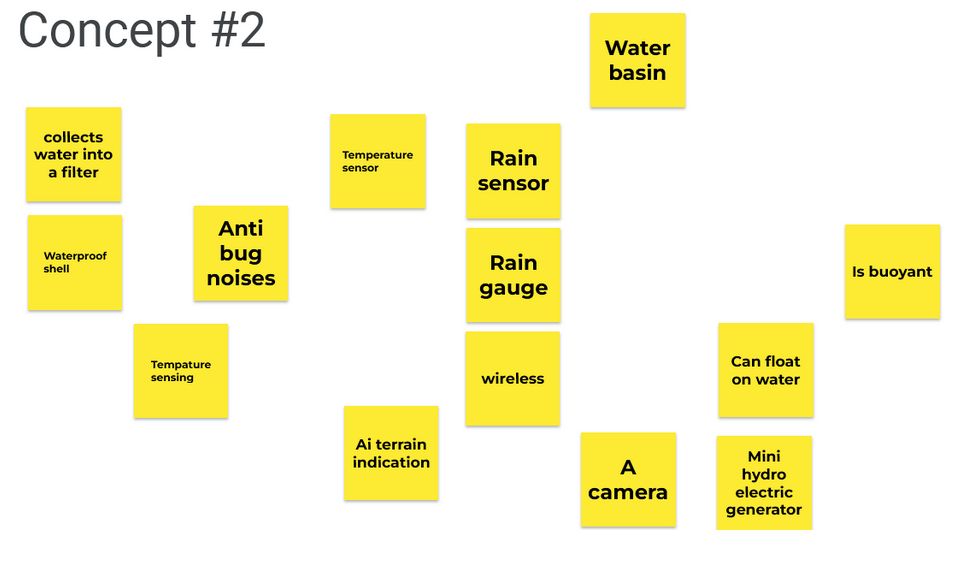 Concept #2
Water
basin
collects
water into
a filter
Temperature
sensor
Rain
sensor
Waterproof
shell
Anti
bug
noises
Rain
gauge
Is buoyant
Tempature
sensing
wireless
Can float
on water
Ai terrain
indication
A
camera
Mini
hydro
electric
generator